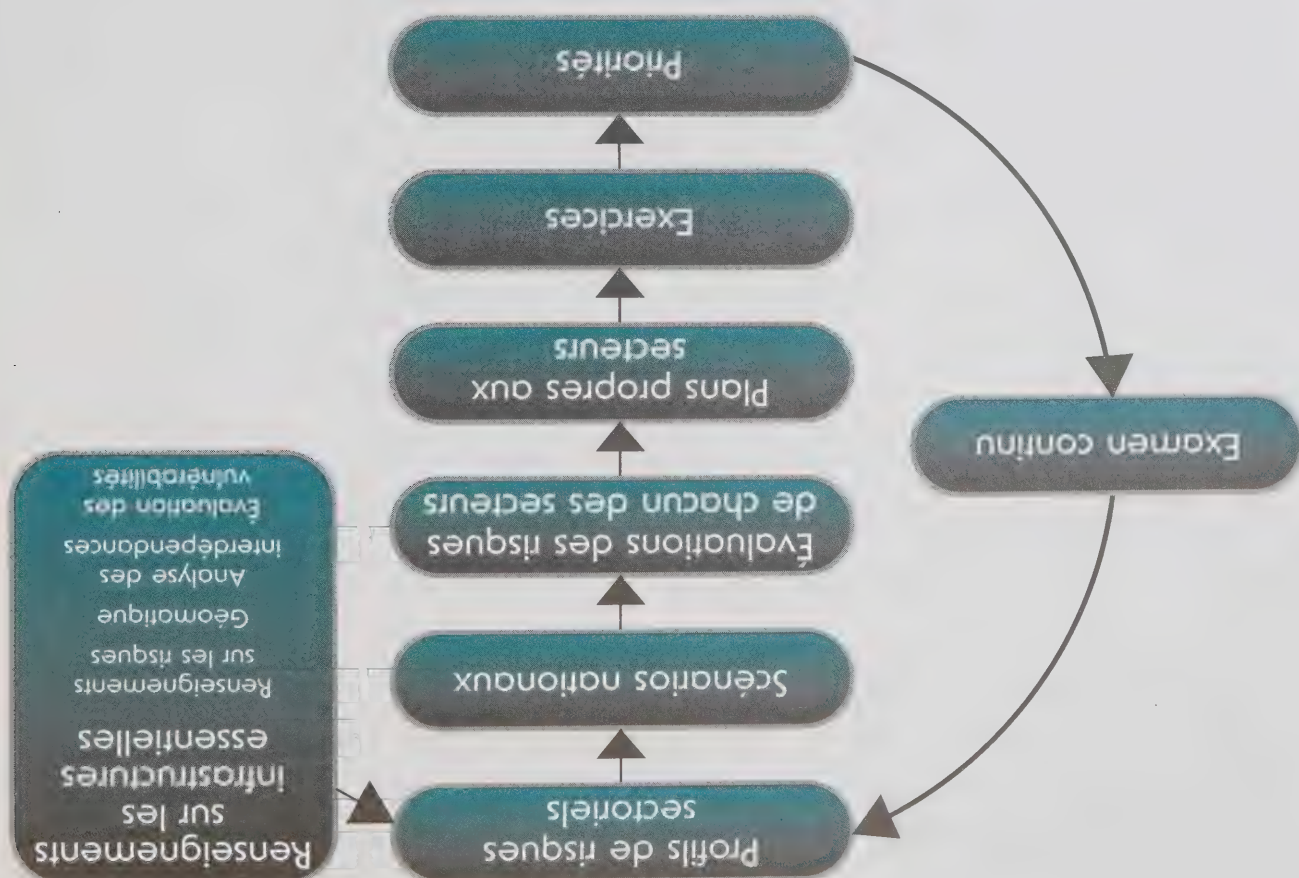 Profils de risques
sectoriels
Scénarios nationaux
Évaluations des risques
de chacun des secteurs
Plans propres aux
secteurs
Exercices
Priorités
Examen continu
Renseignements
sur les
infrastructures
essentielles
Renseignements
sur les risques
Géomatique
Analyse des
interdépendances
Évaluation des
vulnérabilités